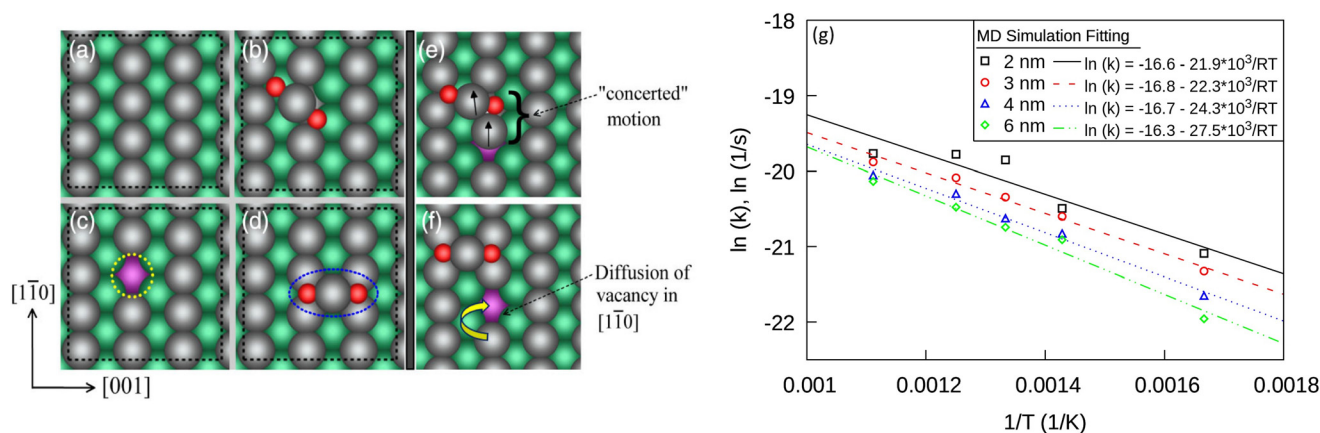 (a)
(b)
(c)
(d)
(e)
(f)
"concerted"
motion
Diffusion of
vacancy in
[11̄0]
[11̄0]
[001]
(g)
MD Simulation Fitting
2 nm ln (k) = -16.6 - 21.9*10³/RT
3 nm ln (k) = -16.8 - 22.3*10³/RT
4 nm ln (k) = -16.7 - 24.3*10³/RT
6 nm ln (k) = -16.3 - 27.5*10³/RT
ln (k), ln (1/s)
-18
-19
-20
-21
-22
0.001 0.0012 0.0014 0.0016 0.0018
1/T (1/K)